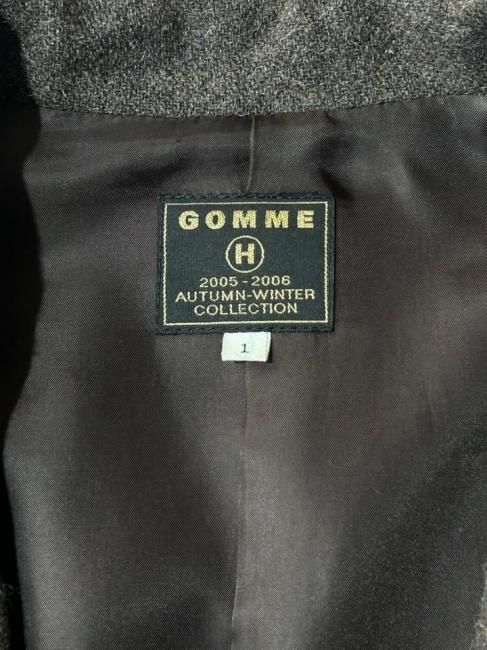 GOMME
H
2005-2006
AUTUMN-WINTER
COLLECTION
1